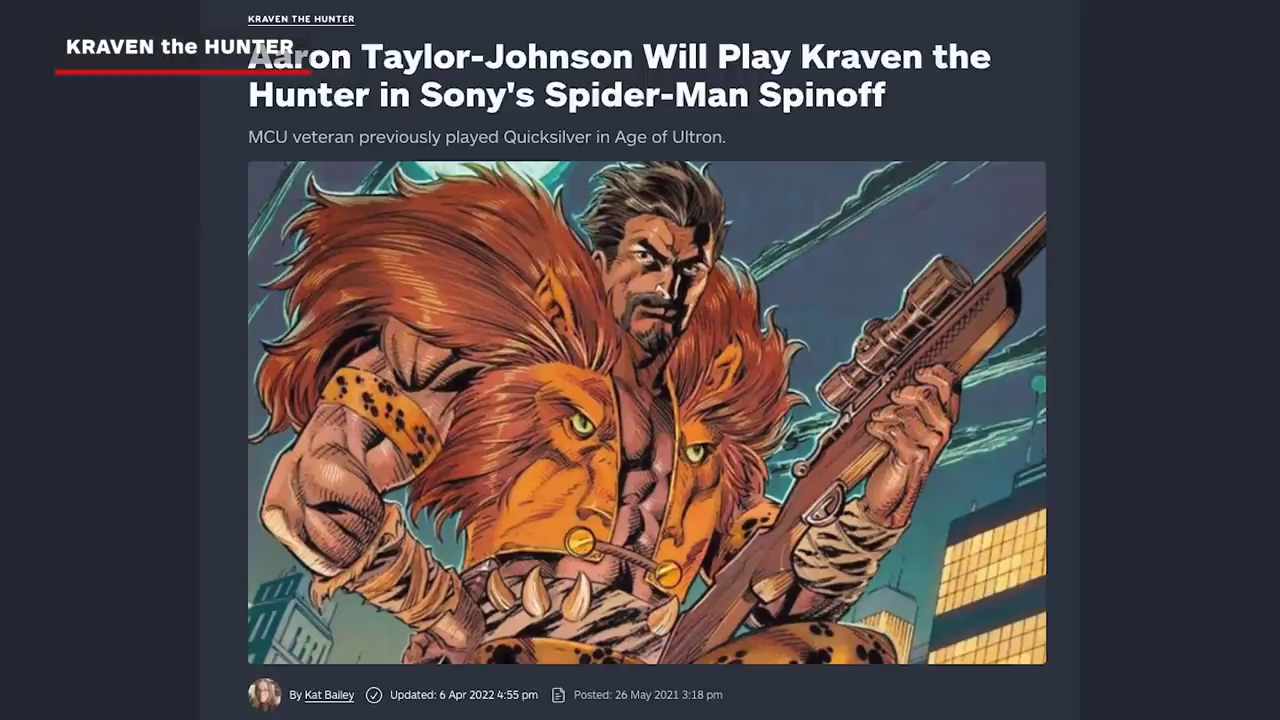 KRAVEN THE HUNTER
KRAVEN the HUNTER
Aaron Taylor-Johnson Will Play Kraven the
Hunter in Sony's Spider-Man Spinoff
MCU veteran previously played Quicksilver in Age of Ultron.
By Kat Bailey Updated: 6 Apr 2022 4:55 pm Posted: 26 May 2021 3:18 pm